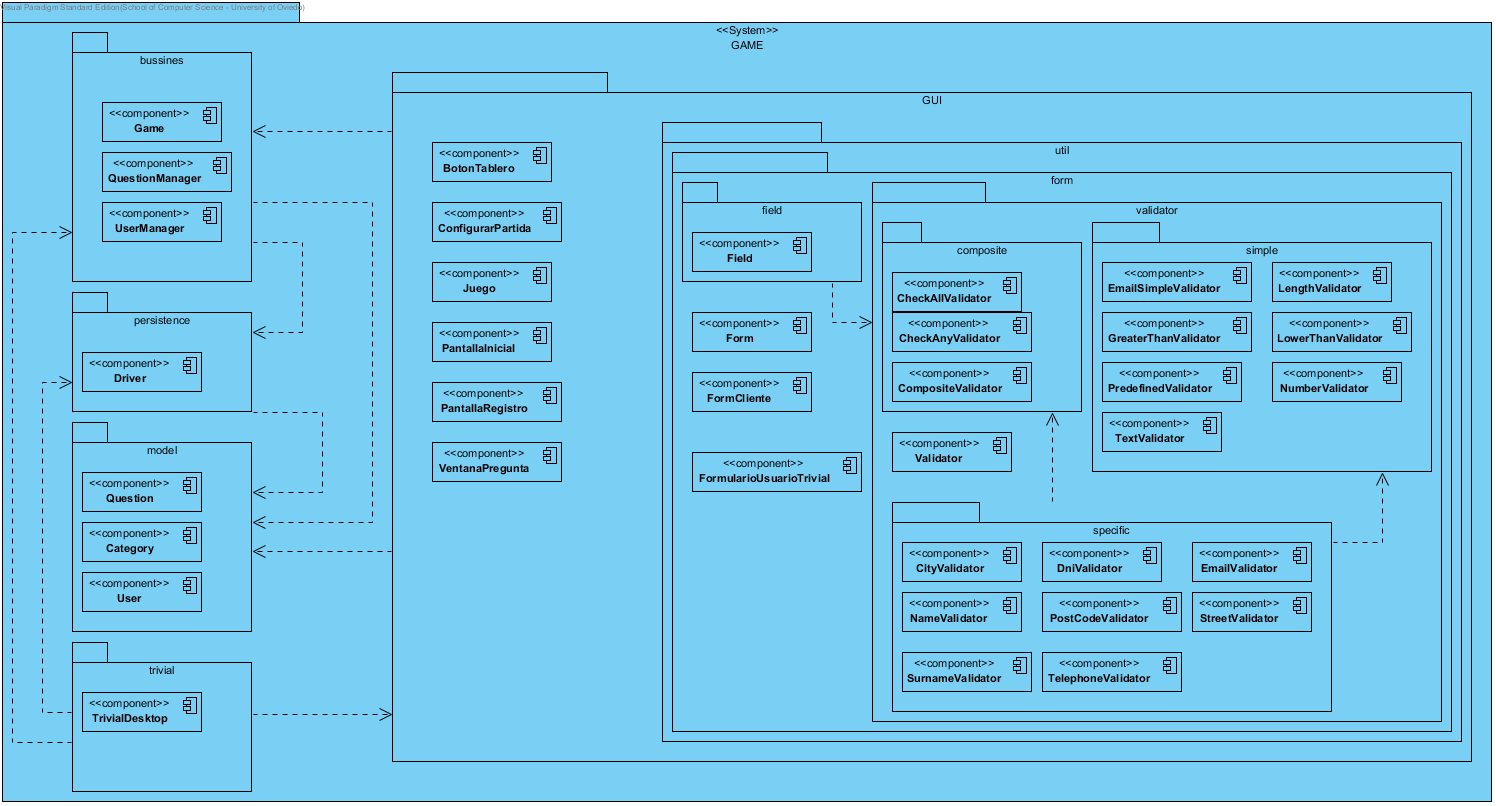 Visual Paradigm Standard Edition(School of Computer Science - University of Oviedo)
<<System>>
GAME
bussines
<<component>>
Game
<<component>>
QuestionManager
<<component>>
UserManager
persistence
<<component>>
Driver
model
<<component>>
Question
<<component>>
Category
<<component>>
User
trivial
<<component>>
TrivialDesktop
GUI
<<component>>
BotonTablero
<<component>>
ConfigurarPartida
<<component>>
Juego
<<component>>
PantallaInicial
<<component>>
PantallaRegistro
<<component>>
VentanaPregunta
util
form
field
<<component>>
Field
<<component>>
Form
<<component>>
FormCliente
<<component>>
FormularioUsuarioTrivial
validator
composite
<<component>>
CheckAllValidator
<<component>>
CheckAnyValidator
<<component>>
CompositeValidator
<<component>>
Validator
simple
<<component>>
EmailSimpleValidator
<<component>>
LengthValidator
<<component>>
GreaterThanValidator
<<component>>
LowerThanValidator
<<component>>
PredefinedValidator
<<component>>
NumberValidator
<<component>>
TextValidator
specific
<<component>>
CityValidator
<<component>>
DniValidator
<<component>>
EmailValidator
<<component>>
NameValidator
<<component>>
PostCodeValidator
<<component>>
StreetValidator
<<component>>
SurnameValidator
<<component>>
TelephoneValidator